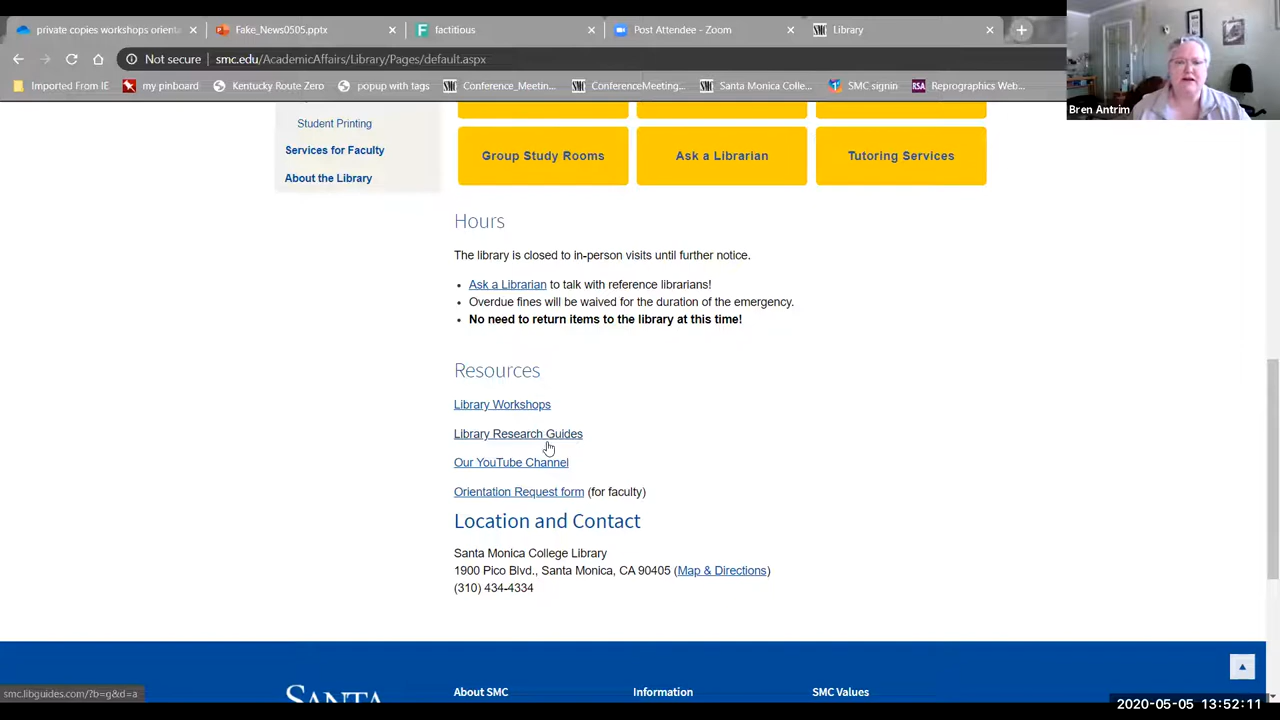 private copies workshops orienta
Fake_News0505.pptx
factitious
Post Attendee - Zoom
SMC
Library
Not secure
smc.edu/AcademicAffairs/Library/Pages/default.aspx
Imported From IE
my pinboard
Kentucky Route Zero
popup with tags
SMC
Conference_Meeting...
SMC
ConferenceMeeting...
SMC
Santa Monica Colle...
SMC signin
RSA
Reprographics Web...
Bren Antrim
Student Printing
Services for Faculty
About the Library
Group Study Rooms
Ask a Librarian
Tutoring Services
Hours
The library is closed to in-person visits until further notice.
Ask a Librarian to talk with reference librarians!
Overdue fines will be waived for the duration of the emergency.
No need to return items to the library at this time!
Resources
Library Workshops
Library Research Guides
Our YouTube Channel
Orientation Request form (for faculty)
Location and Contact
Santa Monica College Library
1900 Pico Blvd., Santa Monica, CA 90405 (Map & Directions)
(310) 434-4334
SANTA
About SMC
Information
SMC Values
smc.libguides.com/?b=g&d=a
2020-05-05 13:52:11